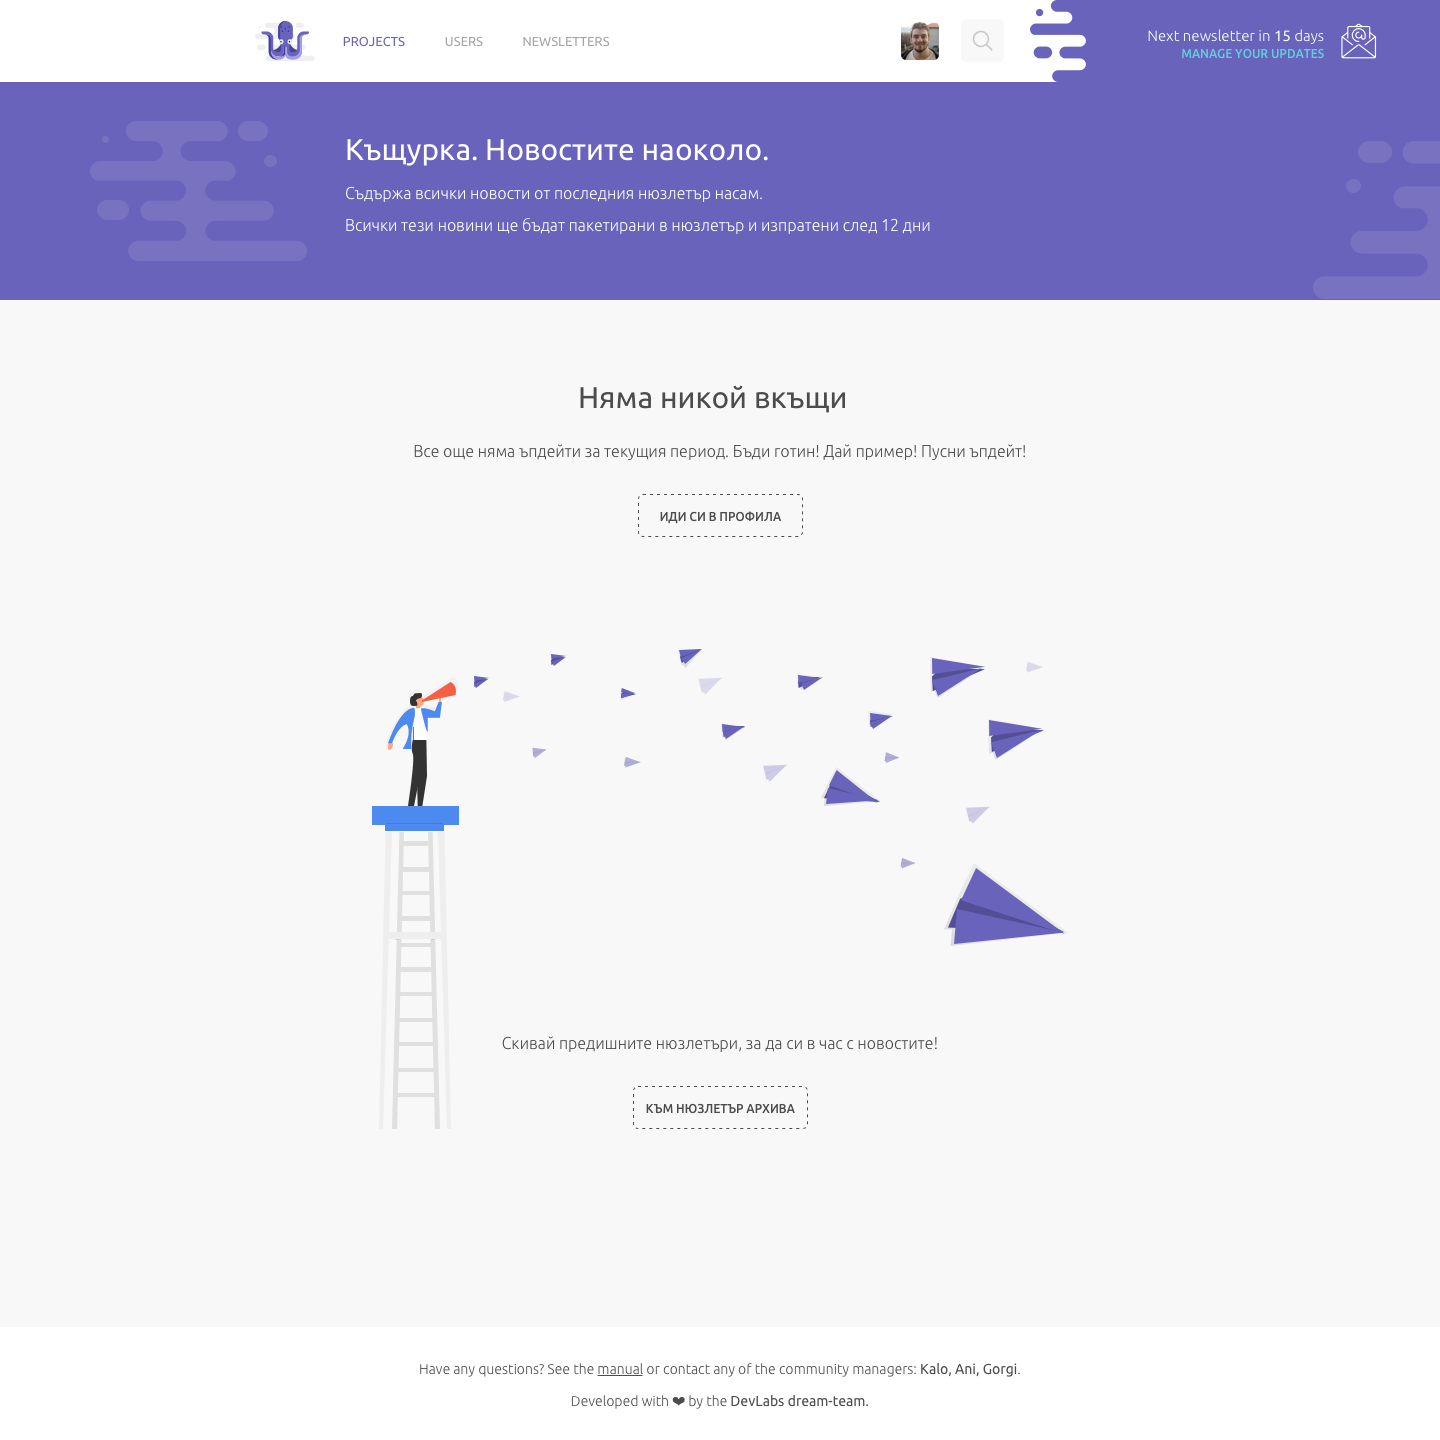 PROJECTS USERS NEWSLETTERS
Next newsletter in 15 days
MANAGE YOUR UPDATES
Къщурка. Новостите наоколо.
Съдържа всички новости от последния нюзлетър насам.
Всички тези новини ще бъдат пакетирани в нюзлетър и изпратени след 12 дни
Няма никой вкъщи
Все още няма ъпдейти за текущия период. Бъди готин! Дай пример! Пусни ъпдейт!
ИДИ СИ В ПРОФИЛА
Скивай предишните нюзлетъри, за да си в час с новостите!
КЪМ НЮЗЛЕТЪР АРХИВА
Have any questions? See the manual or contact any of the community managers: Kalo, Ani, Gorgi.
Developed with ❤ by the DevLabs dream-team.